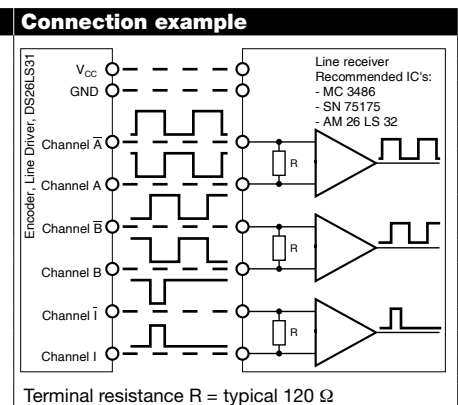 Connection example
Encoder, Line Driver, DS26LS31
V_CC
GND
Channel A̅
Channel A
Channel B̅
Channel B
Channel I̅
Channel I
Line receiver
Recommended IC's:
- MC 3486
- SN 75175
- AM 26 LS 32
R
R
R
Terminal resistance R = typical 120 Ω